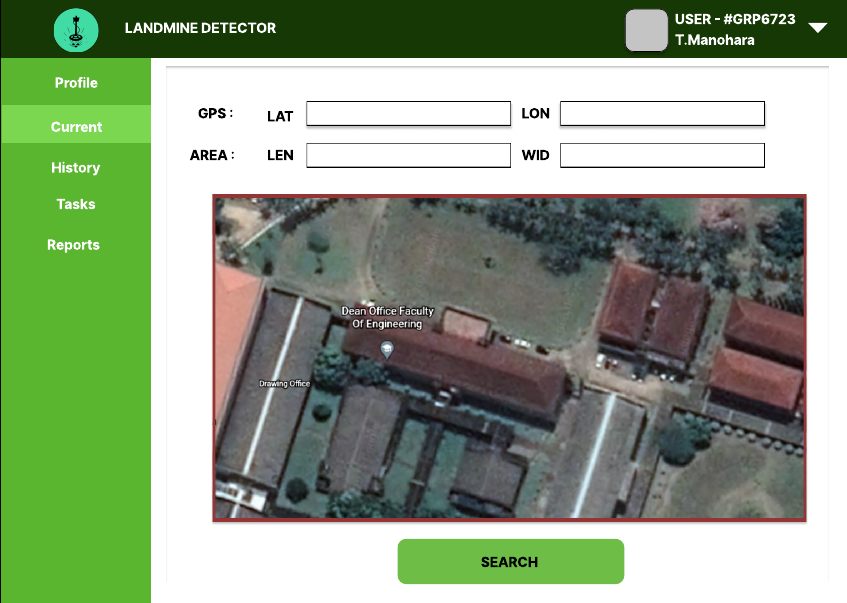 LANDMINE DETECTOR
USER - #GRP6723
T.Manohara
Profile
Current
History
Tasks
Reports
GPS : LAT LON
AREA : LEN WID
Dean Office Faculty
Of Engineering
Drawing Office
SEARCH